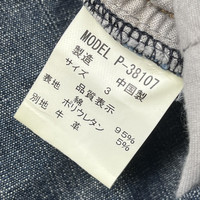 MODEL P-38107
製造 中国製
サイズ 3
品質表示
表地 綿 95%
ポリウレタン 5%
別地 牛革